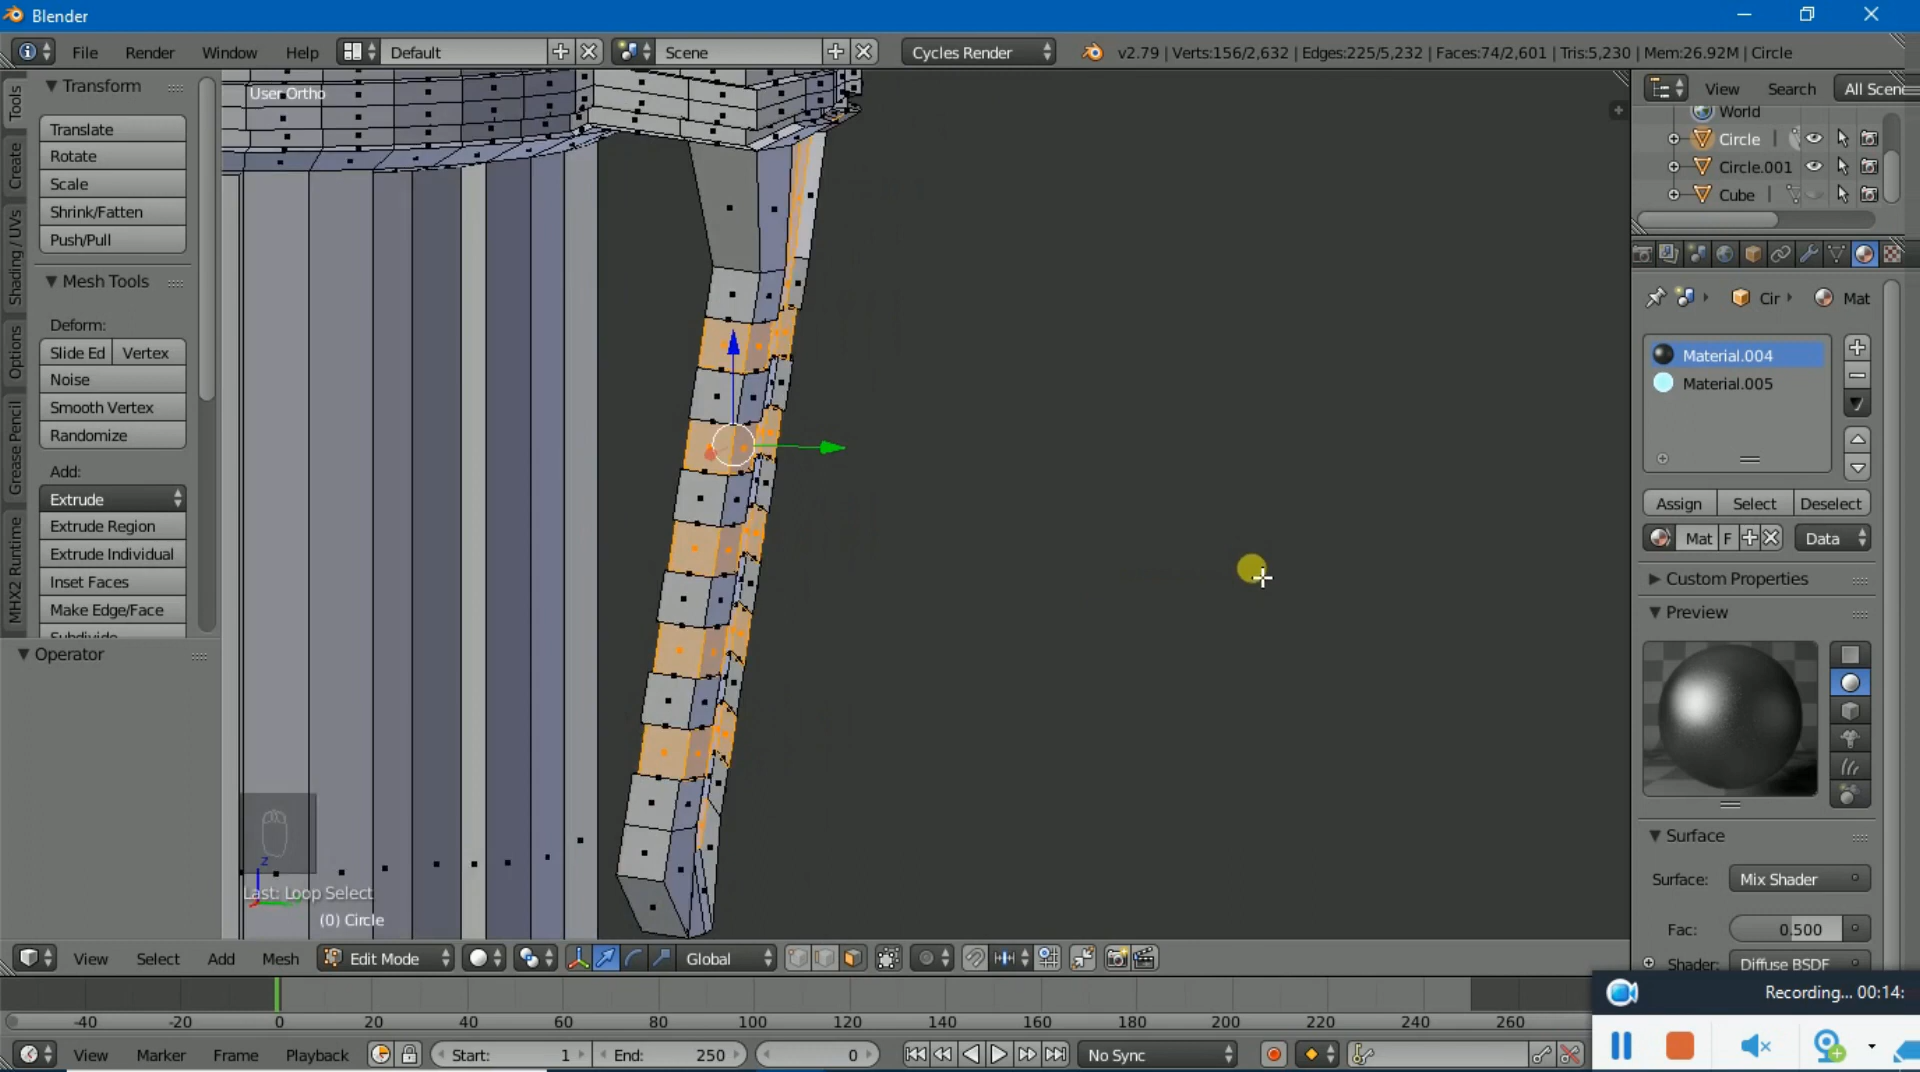 Blender
File Render Window Help Default Scene Cycles Render v2.79 | Verts:156/2,632 | Edges:225/5,232 | Faces:74/2,601 | Tris:5,230 | Mem:26.92M | Circle
Tools
Create
Shading / UVs
Options
Grease Pencil
MHX2 Runtime
Transform
Translate
Rotate
Scale
Shrink/Fatten
Push/Pull
Mesh Tools
Deform:
Slide Ed Vertex
Noise
Smooth Vertex
Randomize
Add:
Extrude
Extrude Region
Extrude Individual
Inset Faces
Make Edge/Face
Subdivide
Operator
User Ortho
z
Last: Loop Select
(0) Circle
View Search All Scene
World
Circle
Circle.001
Cube
Cir Mat
Material.004
Material.005
Assign Select Deselect
Mat F Data
Custom Properties
Preview
Surface
Surface: Mix Shader
Fac: 0.500
Shader: Diffuse BSDF
View Select Add Mesh Edit Mode Global
-40 -20 0 20 40 60 80 100 120 140 160 180 200 220 240 260
View Marker Frame Playback Start: 1 End: 250 0 No Sync
Recording... 00:14: